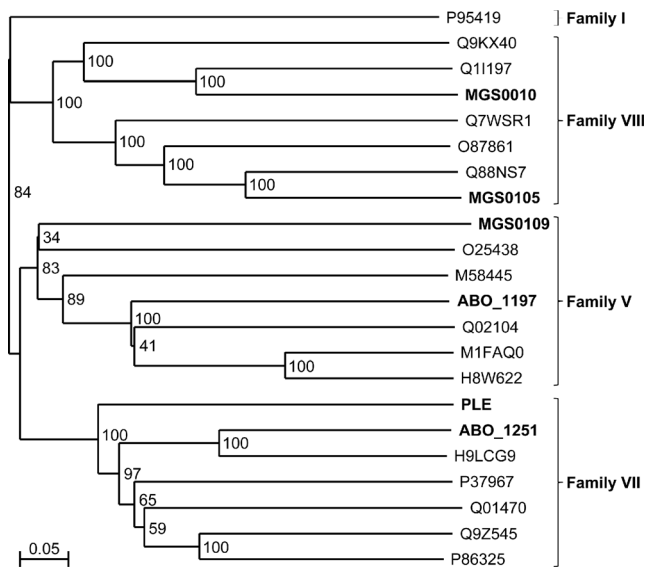 P95419 Family I
Q9KX40
100
Q1I197
100
MGS0010
100
Q7WSR1 Family VIII
100
O87861
100
Q88NS7
100
MGS0105
84
MGS0109
34
O25438
83
M58445
89
ABO_1197 Family V
100
Q02104
41
M1FAQ0
100
H8W622
PLE
100
ABO_1251
100
H9LCG9
97
P37967 Family VII
65
Q01470
59
Q9Z545
100
P86325
0.05